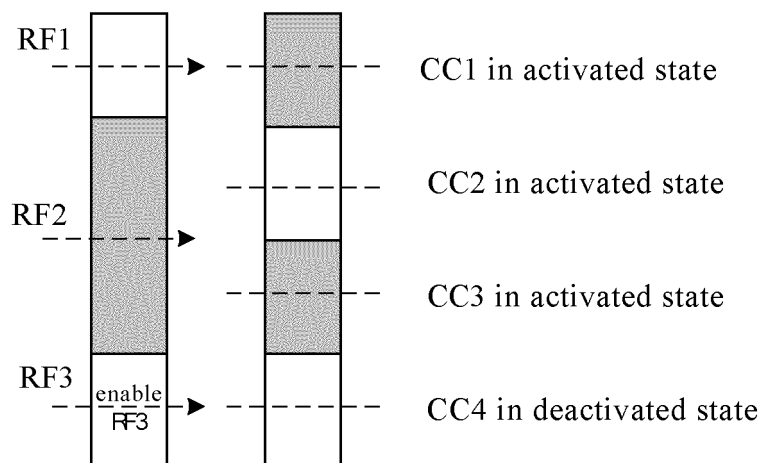 RF1
CC1 in activated state
CC2 in activated state
RF2
CC3 in activated state
RF3
enable
RF3
CC4 in deactivated state